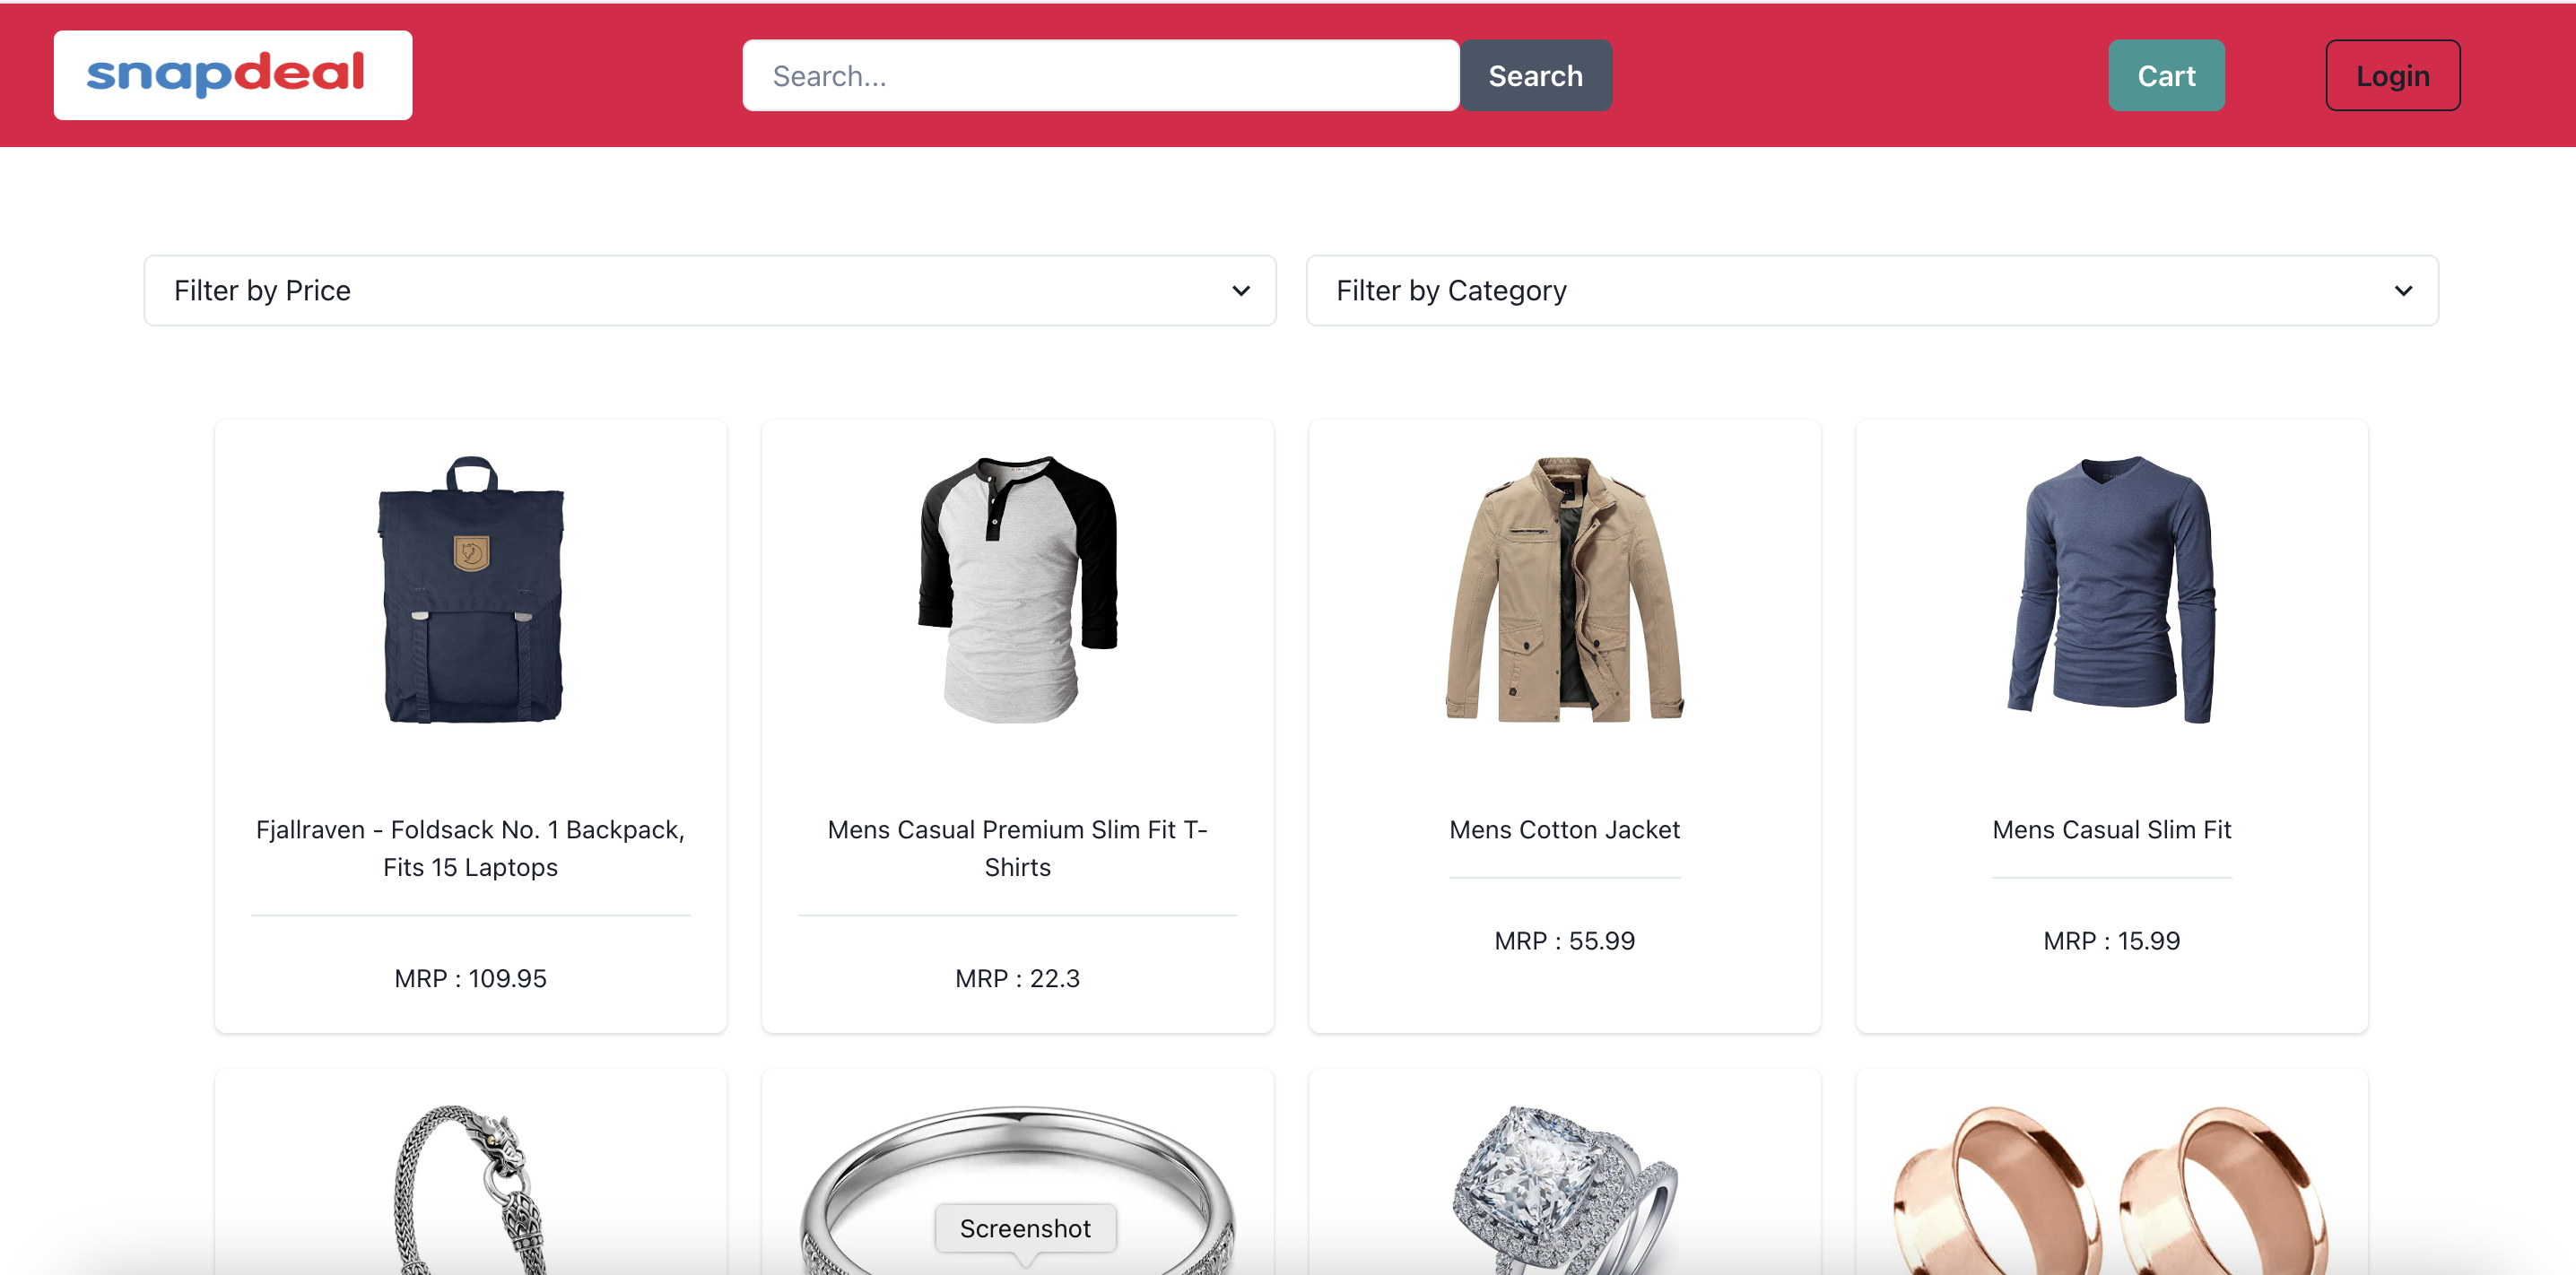 snapdeal
Search...
Search
Cart
Login
Filter by Price
Filter by Category
Fjallraven - Foldsack No. 1 Backpack,
Fits 15 Laptops
MRP : 109.95
Mens Casual Premium Slim Fit T-
Shirts
MRP : 22.3
Mens Cotton Jacket
MRP : 55.99
Mens Casual Slim Fit
MRP : 15.99
Screenshot